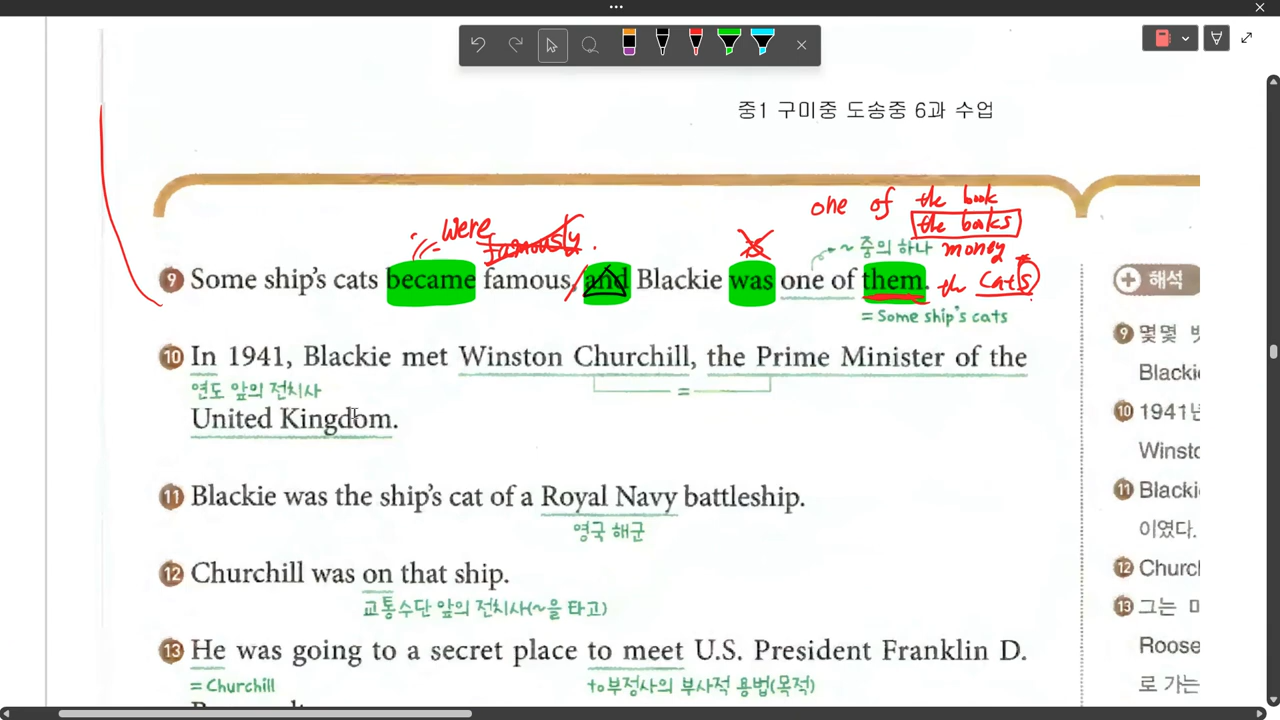 중1 구미중 도송중 6과 수업
one of the book
the books
were famously.
is
~ 중의 하나 money
9 Some ship's cats became famous, and Blackie was one of them. the cats
= Some ship's cats
10 In 1941, Blackie met Winston Churchill, the Prime Minister of the
연도 앞의 전치사
=
United Kingdom.
11 Blackie was the ship's cat of a Royal Navy battleship.
영국 해군
12 Churchill was on that ship.
교통수단 앞의 전치사(~을 타고)
13 He was going to a secret place to meet U.S. President Franklin D.
= Churchill
to부정사의 부사적 용법(목적)
+ 해석
9 몇몇
Blackie
10 1941년
Winst
11 Blacki
이었다.
12 Churc
13 그는
Roose
로 가는